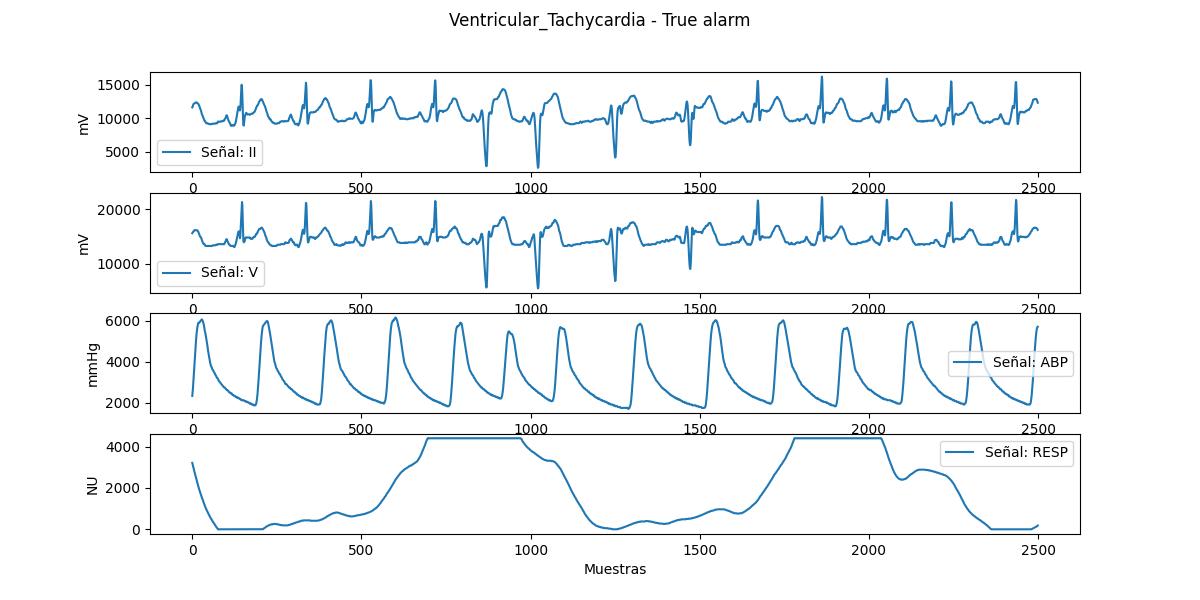 Ventricular_Tachycardia - True alarm
15000
10000
5000
mV
Señal: II
0 500 1000 1500 2000 2500
20000
10000
mV
Señal: V
0 500 1000 1500 2000 2500
6000
4000
2000
mmHg
Señal: ABP
0 500 1000 1500 2000 2500
4000
2000
0
NU
Señal: RESP
0 500 1000 1500 2000 2500
Muestras